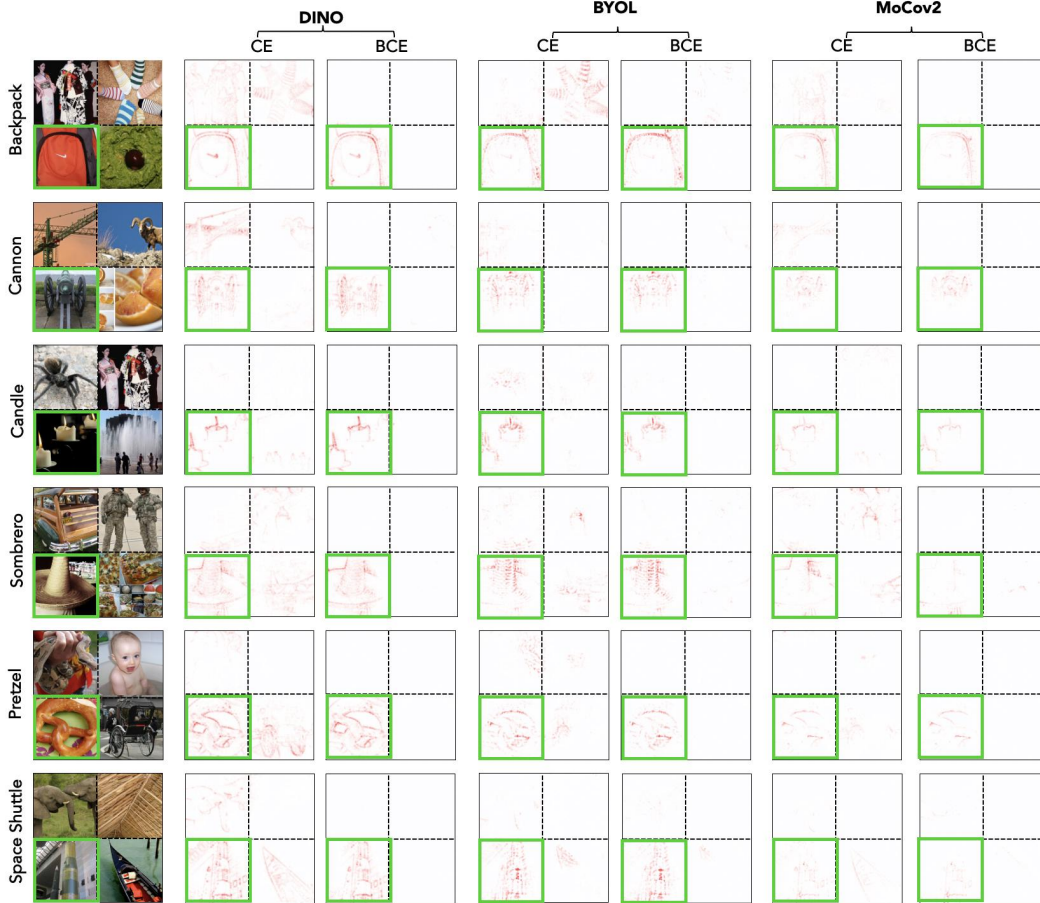 DINO BYOL MoCov2
CE BCE CE BCE CE BCE
Backpack
Cannon
Candle
Sombrero
Pretzel
Space Shuttle